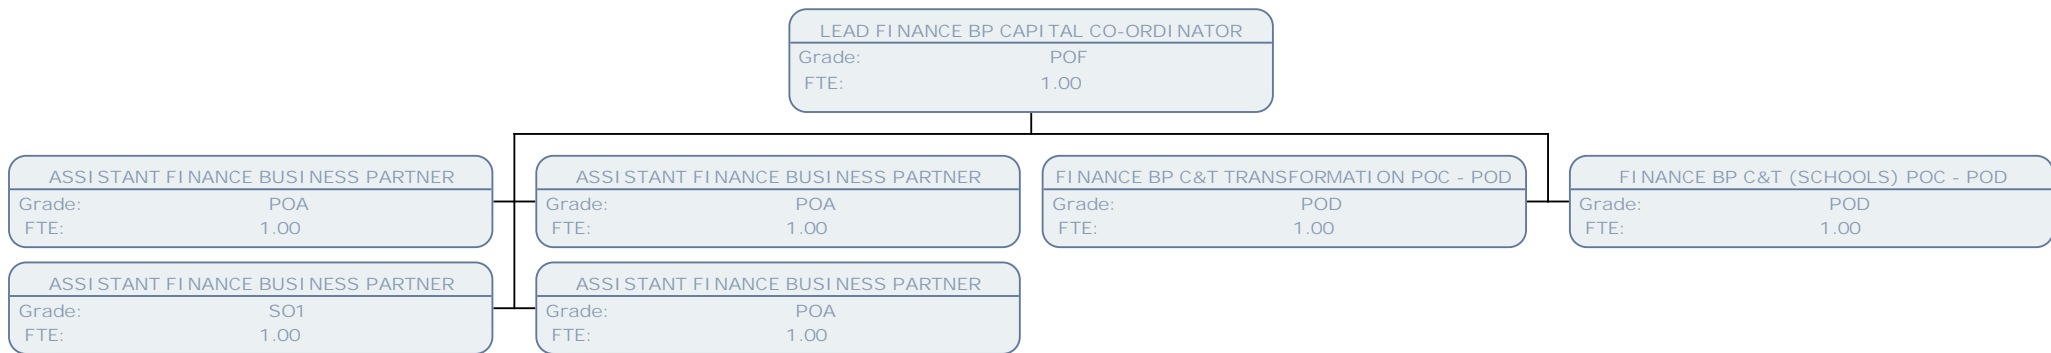 LEAD FINANCE BP CAPITAL CO-ORDINATOR
Grade: POF
FTE: 1.00
ASSISTANT FINANCE BUSINESS PARTNER
Grade: POA
FTE: 1.00
ASSISTANT FINANCE BUSINESS PARTNER
Grade: POA
FTE: 1.00
FINANCE BP C&T TRANSFORMATION POC - POD
Grade: POD
FTE: 1.00
FINANCE BP C&T (SCHOOLS) POC - POD
Grade: POD
FTE: 1.00
ASSISTANT FINANCE BUSINESS PARTNER
Grade: SO1
FTE: 1.00
ASSISTANT FINANCE BUSINESS PARTNER
Grade: POA
FTE: 1.00